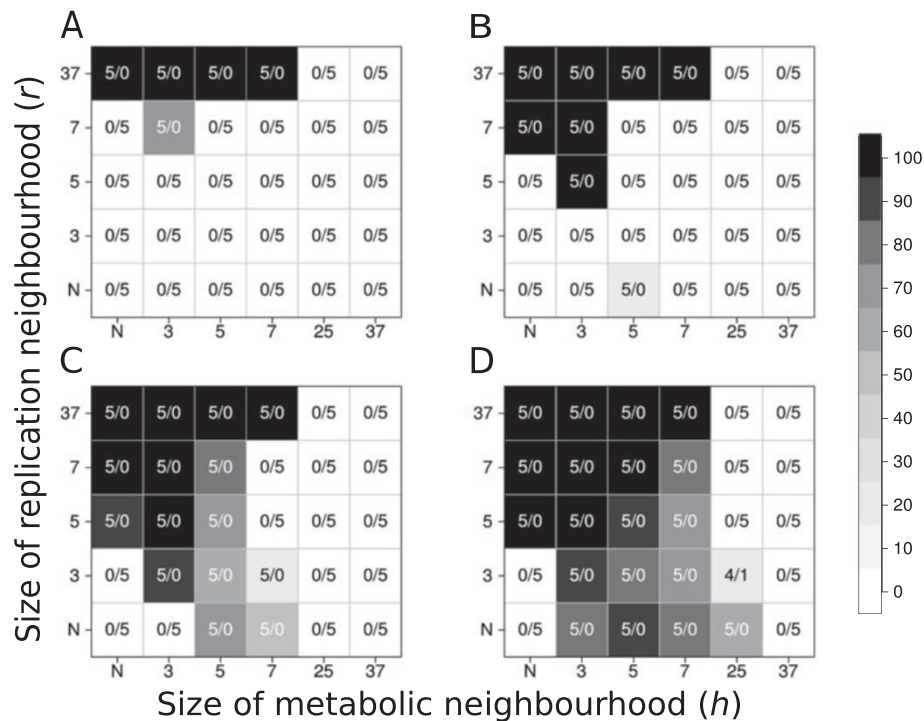 A
B
Size of replication neighbourhood (r)
37 5/0 5/0 5/0 5/0 0/5 0/5
7 0/5 5/0 0/5 0/5 0/5 0/5
5 0/5 0/5 0/5 0/5 0/5 0/5
3 0/5 0/5 0/5 0/5 0/5 0/5
N 0/5 0/5 0/5 0/5 0/5 0/5
N 3 5 7 25 37
37 5/0 5/0 5/0 5/0 0/5 0/5
7 5/0 5/0 0/5 0/5 0/5 0/5
5 0/5 5/0 0/5 0/5 0/5 0/5
3 0/5 0/5 0/5 0/5 0/5 0/5
N 0/5 0/5 5/0 0/5 0/5 0/5
N 3 5 7 25 37
C
D
37 5/0 5/0 5/0 5/0 0/5 0/5
7 5/0 5/0 5/0 0/5 0/5 0/5
5 5/0 5/0 5/0 0/5 0/5 0/5
3 0/5 5/0 5/0 5/0 0/5 0/5
N 0/5 0/5 5/0 5/0 0/5 0/5
N 3 5 7 25 37
37 5/0 5/0 5/0 5/0 0/5 0/5
7 5/0 5/0 5/0 5/0 0/5 0/5
5 5/0 5/0 5/0 5/0 0/5 0/5
3 0/5 5/0 5/0 5/0 4/1 0/5
N 0/5 5/0 5/0 5/0 5/0 0/5
N 3 5 7 25 37
100
90
80
70
60
50
40
30
20
10
0
Size of metabolic neighbourhood (h)